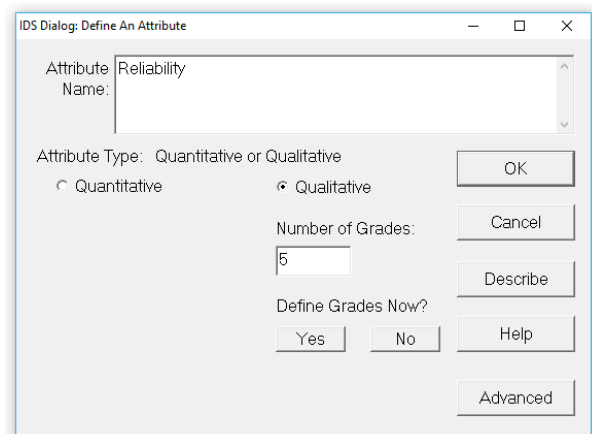 IDS Dialog: Define An Attribute
Attribute Name:
Reliability
Attribute Type: Quantitative or Qualitative
Quantitative
Qualitative
Number of Grades:
5
Define Grades Now?
Yes
No
OK
Cancel
Describe
Help
Advanced